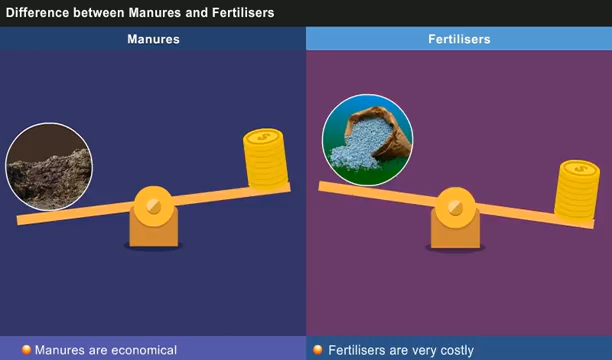 Difference between Manures and Fertilisers
Manures
Fertilisers
Manures are economical
Fertilisers are very costly